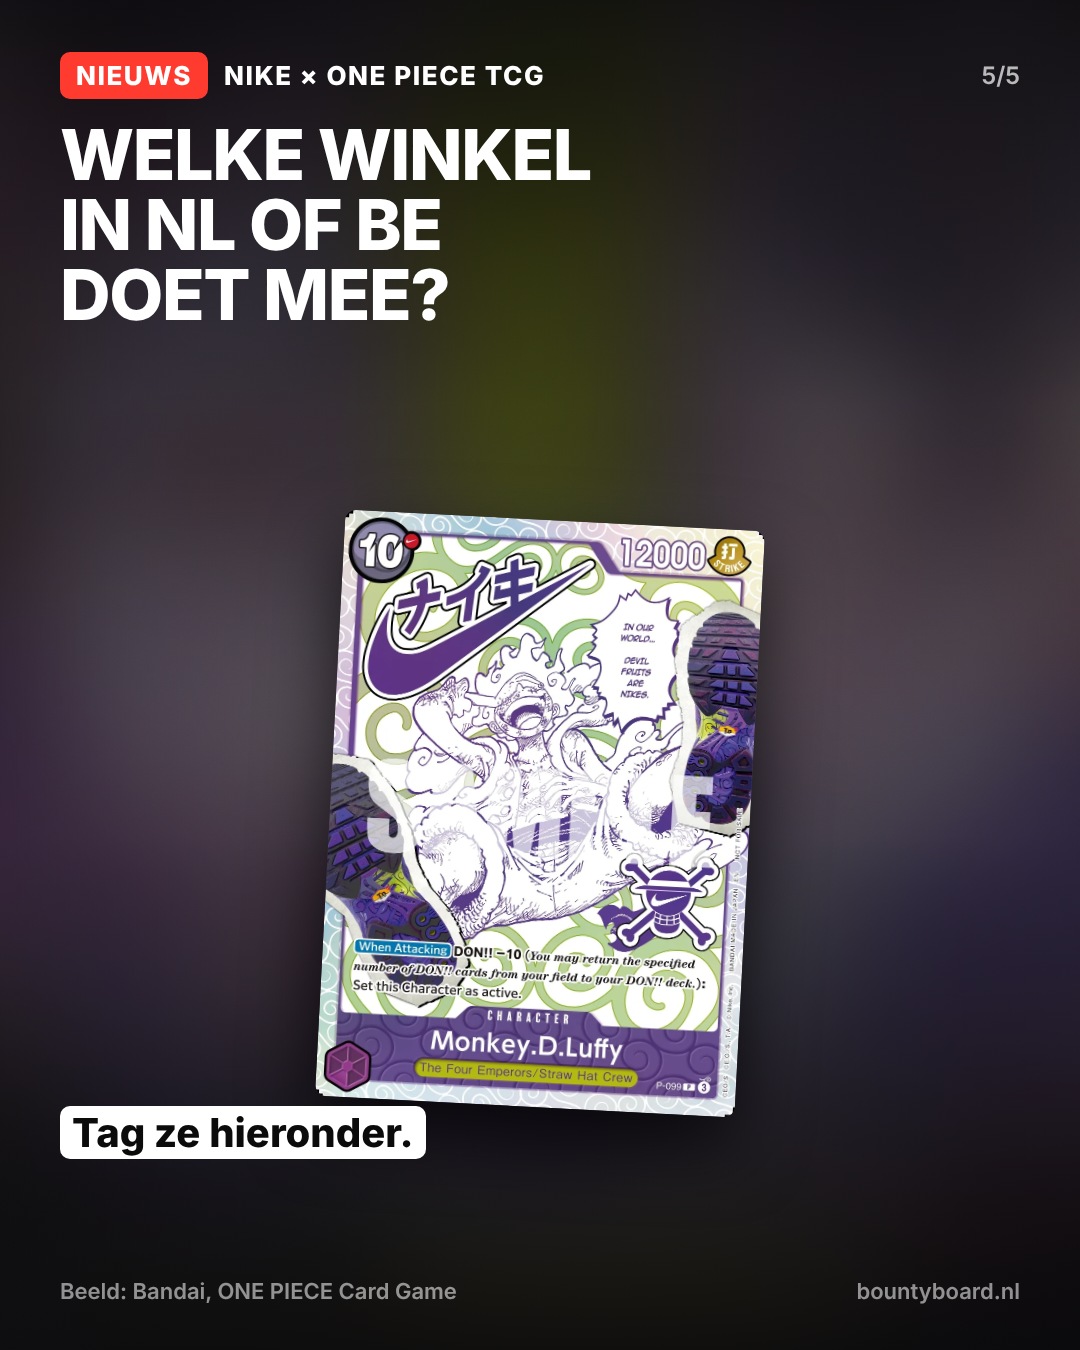 NIEUWS NIKE × ONE PIECE TCG 5/5
WELKE WINKEL
IN NL OF BE
DOET MEE?
10
12000
打
STRIKE
ナイキ
IN OUR
WORLD...
DEVIL
FRUITS
ARE
NIKES.
When Attacking DON!! −10 (You may return the specified
number of DON!! cards from your field to your DON!! deck.):
Set this Character as active.
CHARACTER
Monkey.D.Luffy
The Four Emperors/Straw Hat Crew
P-099 P 3
Tag ze hieronder.
Beeld: Bandai, ONE PIECE Card Game
bountyboard.nl